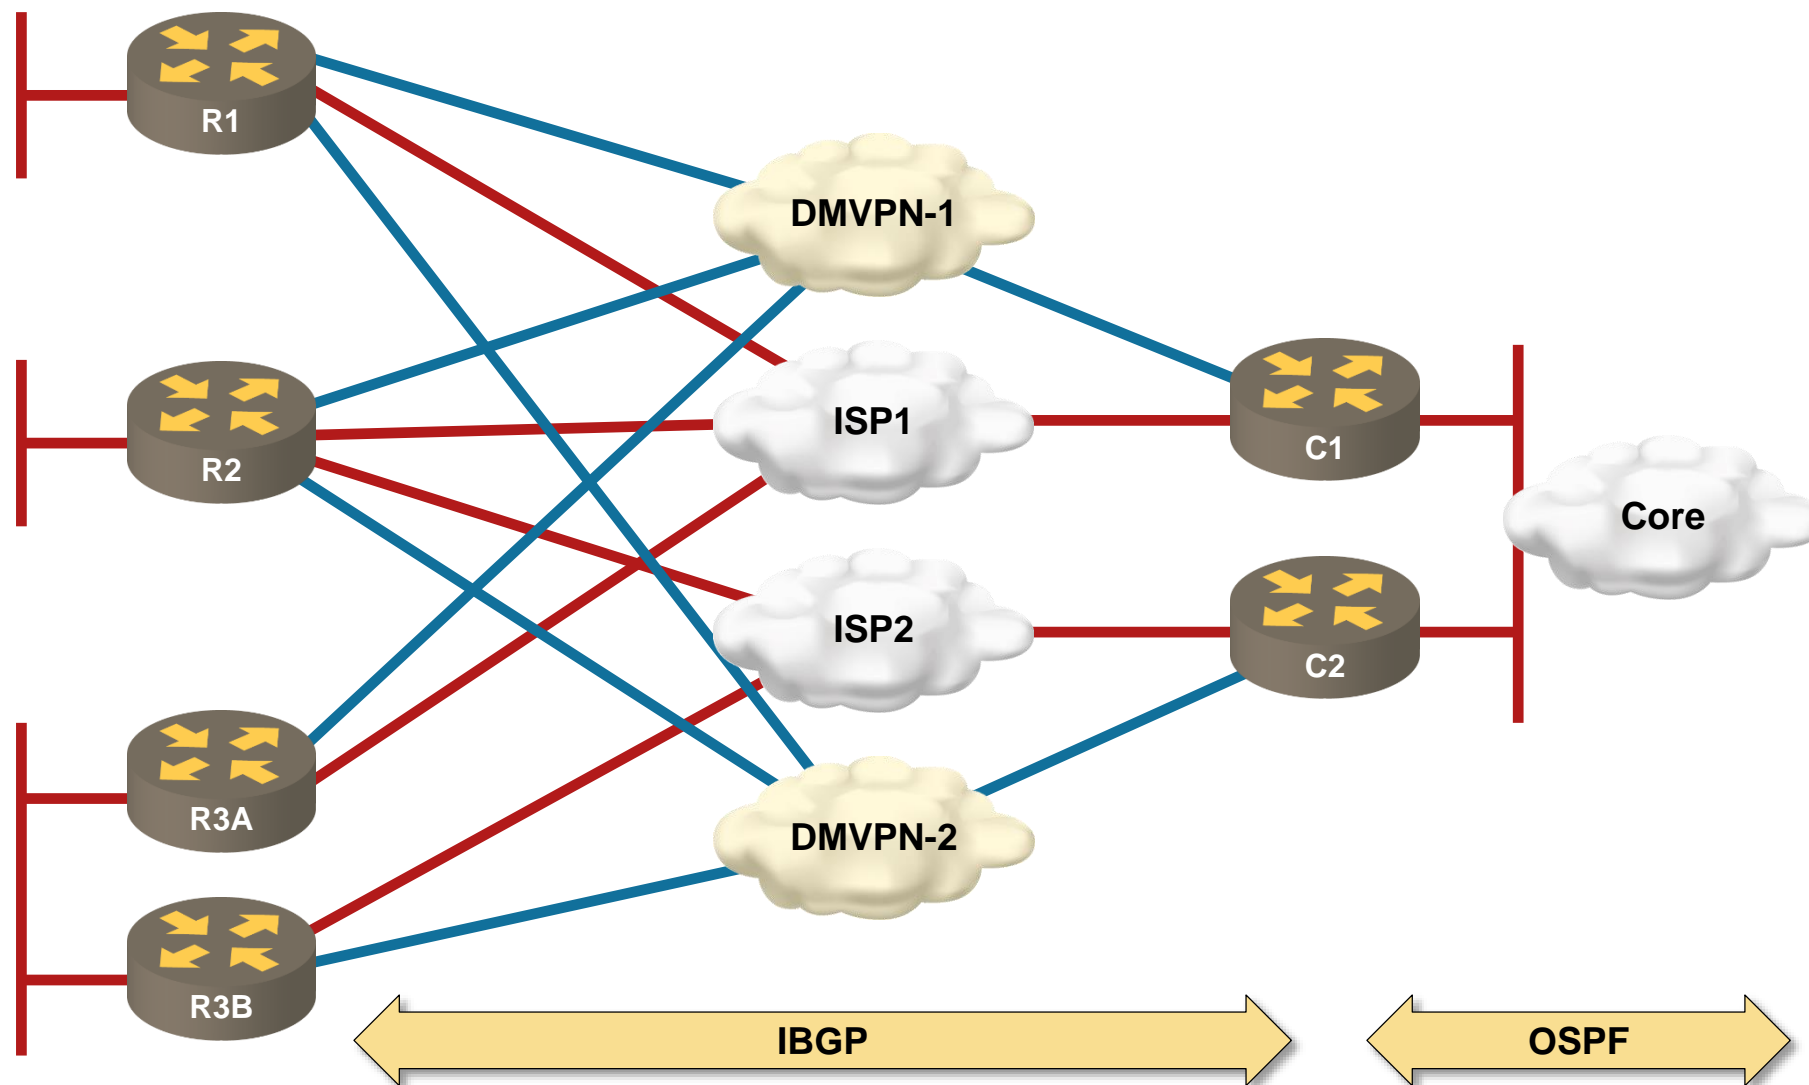 R1
DMVPN-1
R2
ISP1
C1
Core
ISP2
C2
R3A
DMVPN-2
R3B
IBGP
OSPF